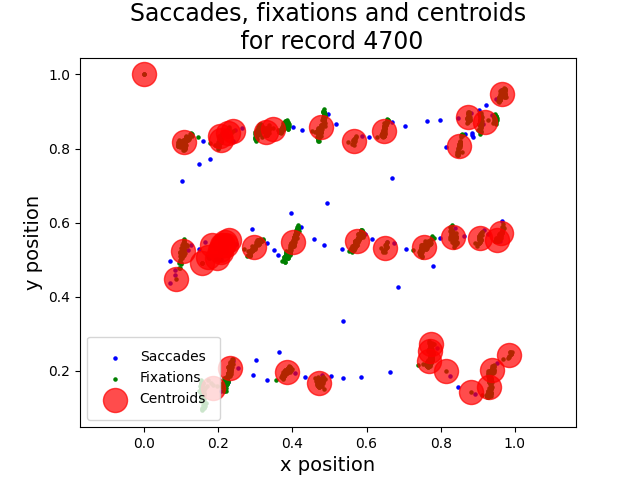 Saccades, fixations and centroids
for record 4700
1.0
0.8
0.6
0.4
0.2
y position
Saccades
Fixations
Centroids
0.0 0.2 0.4 0.6 0.8 1.0
x position